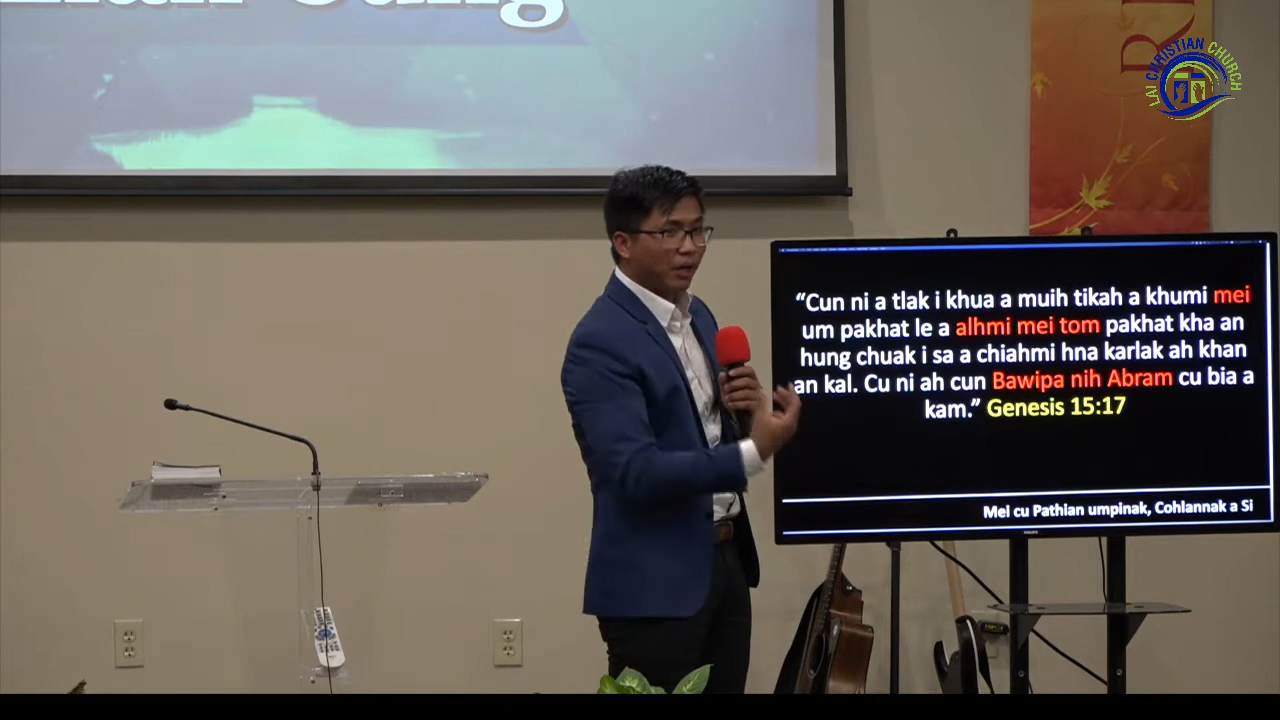 LAI CHRISTIAN CHURCH
“Cun ni a tlak i khua a muih tikah a khumi mei
um pakhat le a alhmi mei tom pakhat kha an
hung chuak i sa a chiahmi hna karlak ah khan
an kal. Cu ni ah cun Bawipa nih Abram cu bia a
kam.” Genesis 15:17
Mei cu Pathian umpinak, Cohlannak a Si